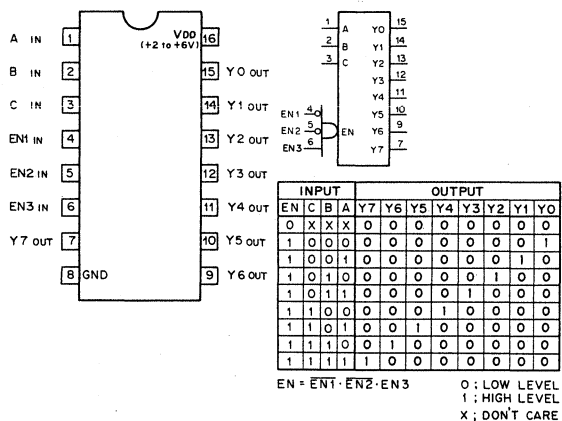 A IN 1
B IN 2
C IN 3
EN1 IN 4
EN2 IN 5
EN3 IN 6
Y7 OUT 7
8 GND
VDD 16
(+2 to +6V)
15 Y0 OUT
14 Y1 OUT
13 Y2 OUT
12 Y3 OUT
11 Y4 OUT
10 Y5 OUT
9 Y6 OUT
1 A Y0 15
2 B Y1 14
3 C Y2 13
Y3 12
Y4 11
EN1 4 Y5 10
EN2 5 EN Y6 9
EN3 6 Y7 7
INPUT OUTPUT
EN C B A Y7 Y6 Y5 Y4 Y3 Y2 Y1 Y0
0 X X X 0 0 0 0 0 0 0 0
1 0 0 0 0 0 0 0 0 0 0 1
1 0 0 1 0 0 0 0 0 0 1 0
1 0 1 0 0 0 0 0 0 1 0 0
1 0 1 1 0 0 0 0 1 0 0 0
1 1 0 0 0 0 0 1 0 0 0 0
1 1 0 1 0 0 1 0 0 0 0 0
1 1 1 0 0 1 0 0 0 0 0 0
1 1 1 1 1 0 0 0 0 0 0 0
EN = E̅N̅1̅ · E̅N̅2̅ · EN3
0 ; LOW LEVEL
1 ; HIGH LEVEL
X ; DON'T CARE